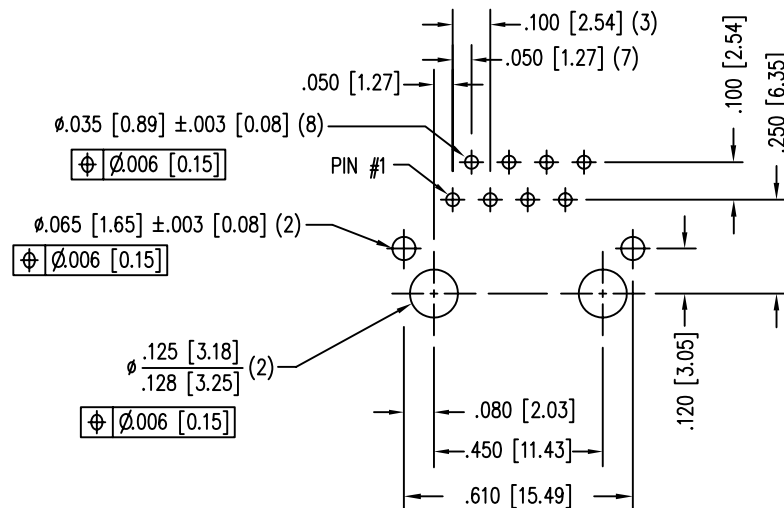 .100 [2.54] (3)
.050 [1.27] (7)
.050 [1.27]
.100 [2.54]
.250 [6.35]
ø.035 [0.89] ±.003 [0.08] (8)
⌖ Ø.006 [0.15]
PIN #1
ø.065 [1.65] ±.003 [0.08] (2)
⌖ Ø.006 [0.15]
ø .125 [3.18]
.128 [3.25] (2)
⌖ Ø.006 [0.15]
.120 [3.05]
.080 [2.03]
.450 [11.43]
.610 [15.49]